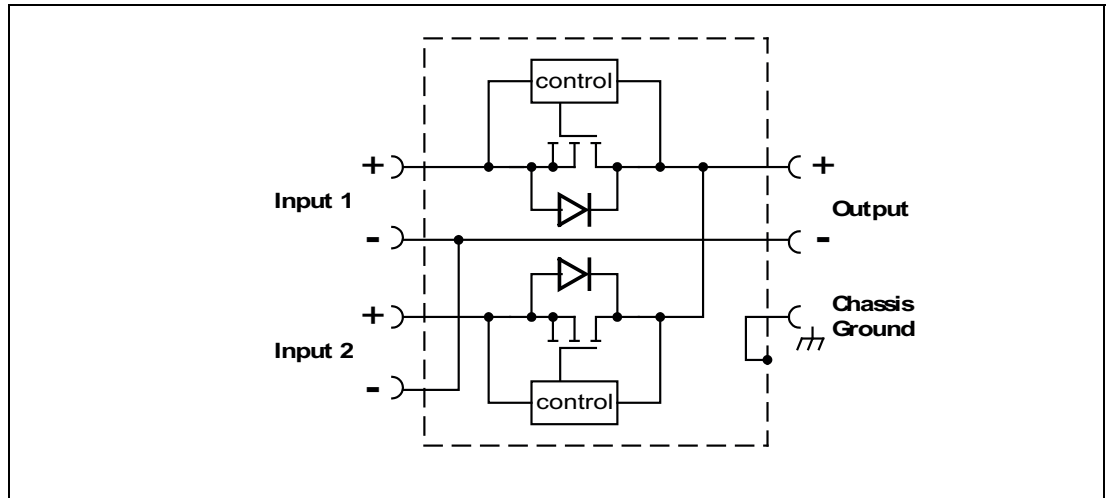 control
+
Input 1
-
+
Output
-
+
Input 2
-
Chassis
Ground
control